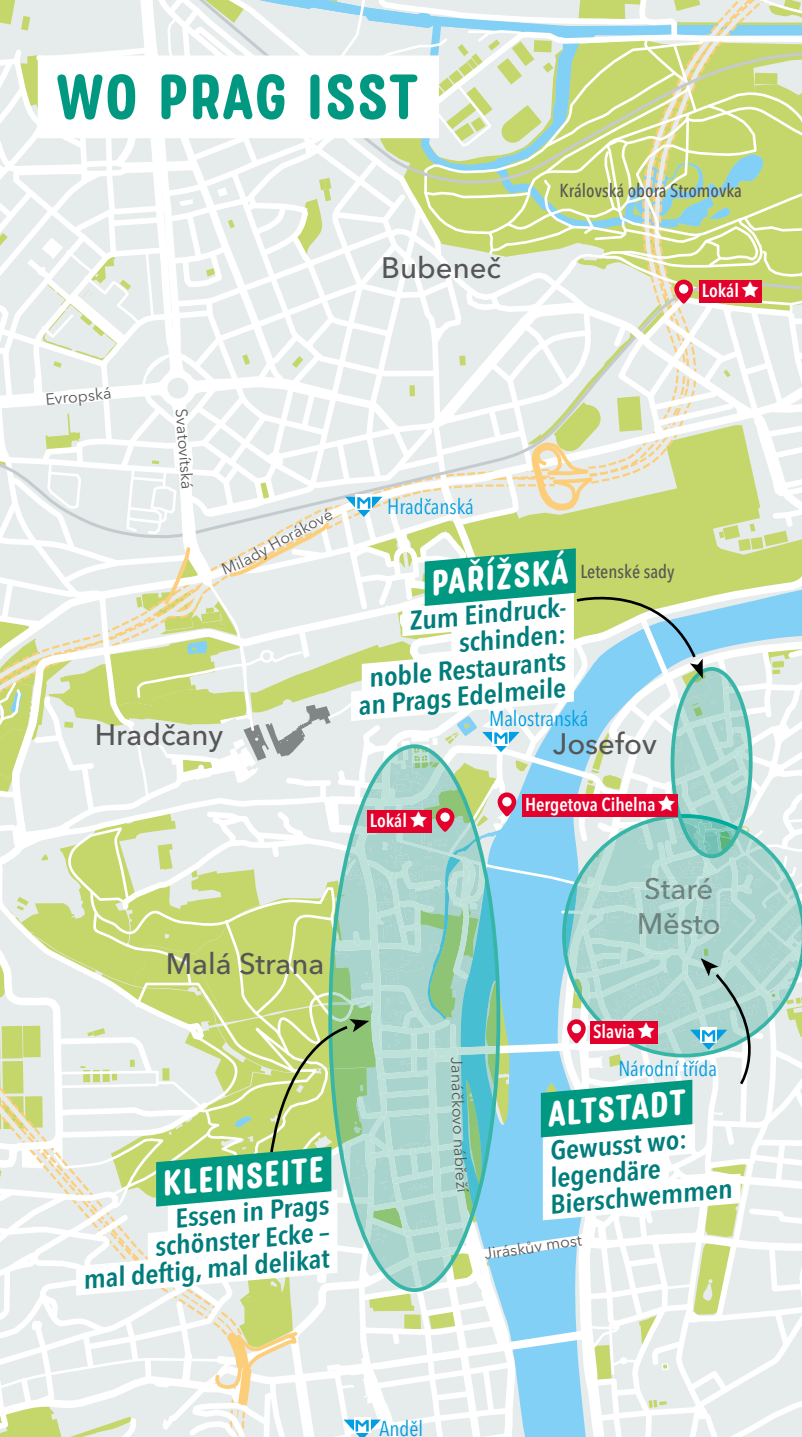 WO PRAG ISST
Královská obora Stromovka
Bubeneč
Lokál
Evropská
Svatovítská
Hradčanská
Milady Horákové
PAŘÍŽSKÁ
Letenské sady
Zum Eindruck-
schinden:
noble Restaurants
an Prags Edelmeile
Malostranská
Hradčany
Josefov
Hergetova Cihelna
Lokál
Staré
Město
Malá Strana
Slavia
Národní třída
Janáčkovo nábřeží
ALTSTADT
Gewusst wo:
legendäre
Bierschwemmen
KLEINSEITE
Essen in Prags
schönster Ecke –
mal deftig, mal delikat
Jiráskův most
Anděl